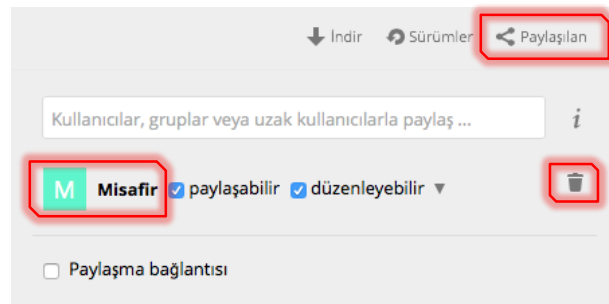 İndir Sürümler Paylaşılan
Kullanıcılar, gruplar veya uzak kullanıcılarla paylaş ... i
M Misafir paylaşabilir düzenleyebilir
Paylaşma bağlantısı